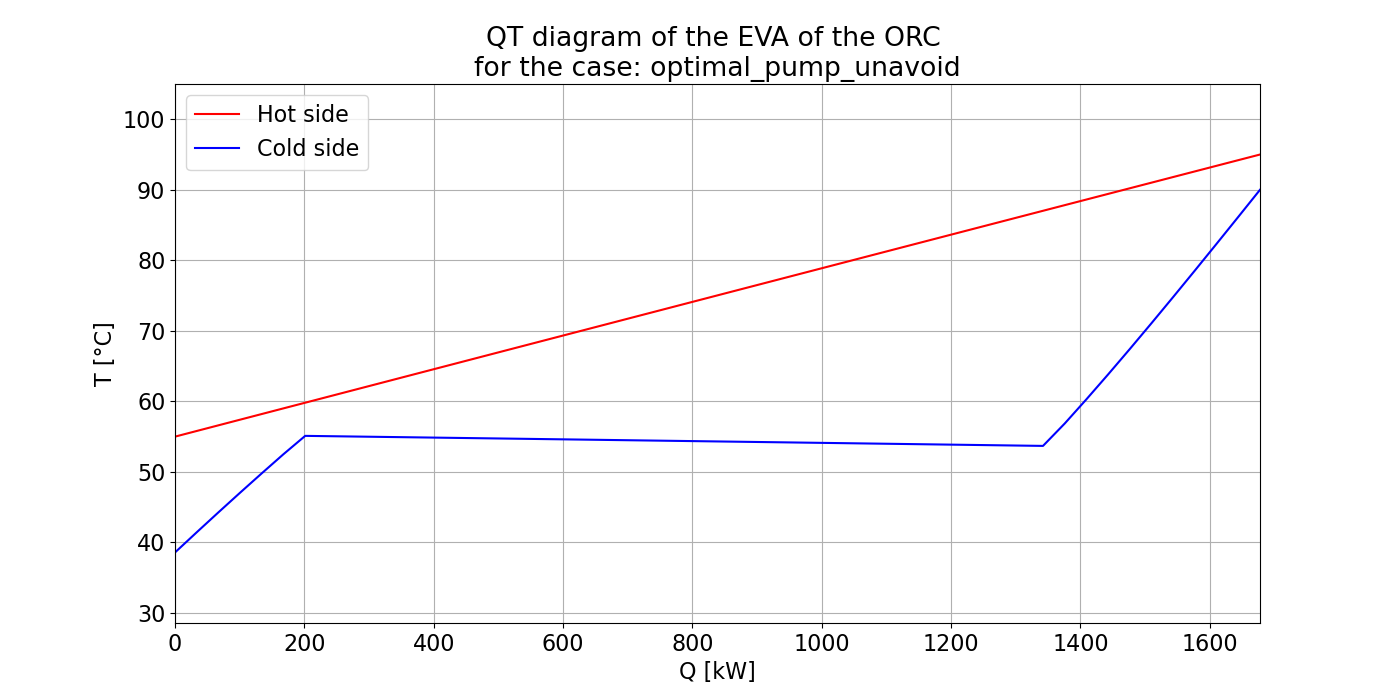 QT diagram of the EVA of the ORC
for the case: optimal_pump_unavoid
Hot side
Cold side
T [°C]
100
90
80
70
60
50
40
30
0 200 400 600 800 1000 1200 1400 1600
Q [kW]